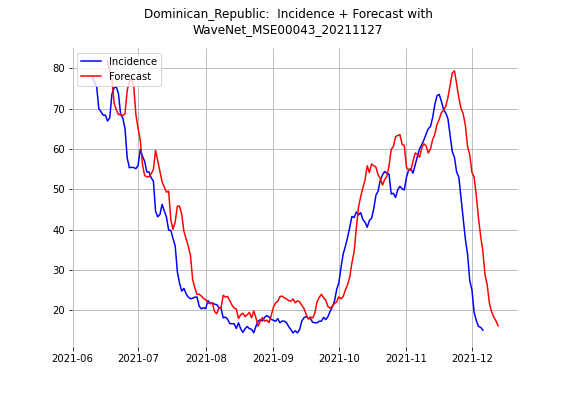 Dominican_Republic:  Incidence + Forecast with
WaveNet_MSE00043_20211127
Incidence
Forecast
80
70
60
50
40
30
20
2021-06 2021-07 2021-08 2021-09 2021-10 2021-11 2021-12